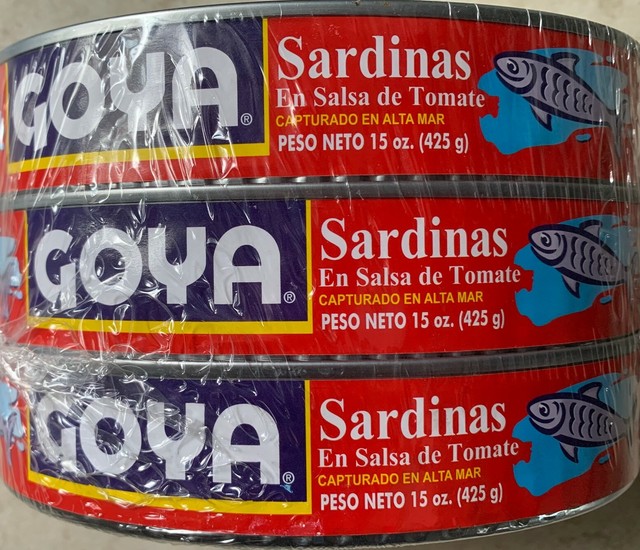 GOYA®
Sardinas
En Salsa de Tomate
CAPTURADO EN ALTA MAR
PESO NETO 15 oz. (425 g)
GOYA®
Sardinas
En Salsa de Tomate
CAPTURADO EN ALTA MAR
PESO NETO 15 oz. (425 g)
GOYA®
Sardinas
En Salsa de Tomate
CAPTURADO EN ALTA MAR
PESO NETO 15 oz. (425 g)